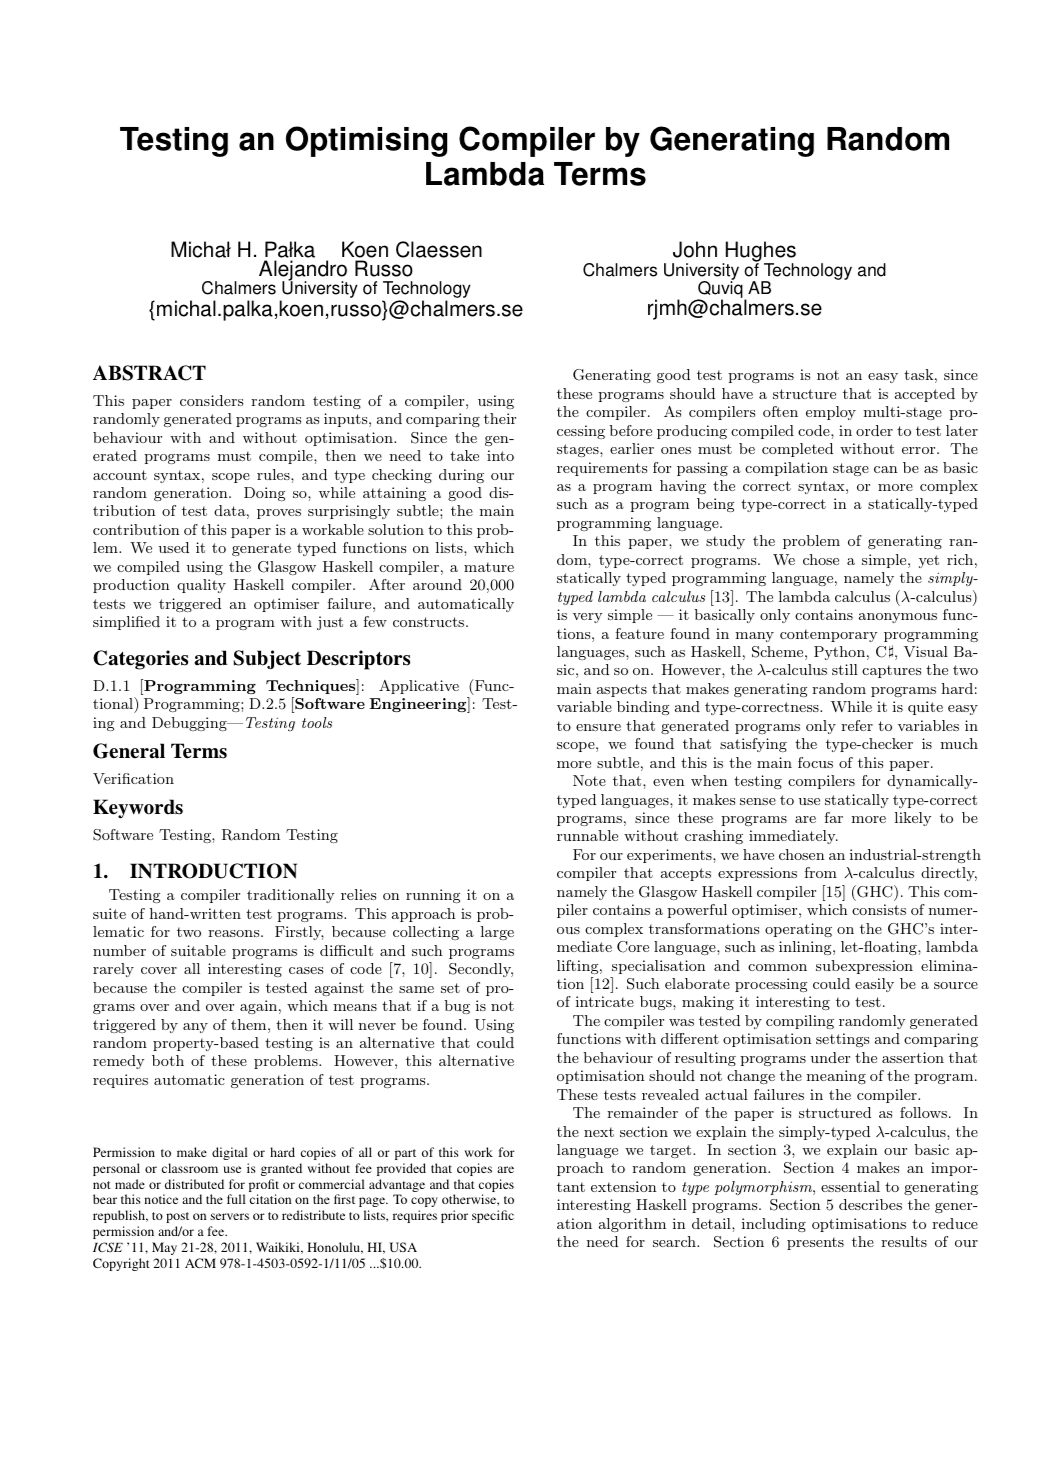 Testing an Optimising Compiler by Generating Random
Lambda Terms
Michał H. Pałka Koen Claessen
Alejandro Russo
Chalmers University of Technology
{michal.palka,koen,russo}@chalmers.se
John Hughes
Chalmers University of Technology and
Quviq AB
rjmh@chalmers.se
ABSTRACT
This paper considers random testing of a compiler, using
randomly generated programs as inputs, and comparing their
behaviour with and without optimisation. Since the gen-
erated programs must compile, then we need to take into
account syntax, scope rules, and type checking during our
random generation. Doing so, while attaining a good dis-
tribution of test data, proves surprisingly subtle; the main
contribution of this paper is a workable solution to this prob-
lem. We used it to generate typed functions on lists, which
we compiled using the Glasgow Haskell compiler, a mature
production quality Haskell compiler. After around 20,000
tests we triggered an optimiser failure, and automatically
simplified it to a program with just a few constructs.
Categories and Subject Descriptors
D.1.1 [Programming Techniques]: Applicative (Func-
tional) Programming; D.2.5 [Software Engineering]: Test-
ing and Debugging—Testing tools
General Terms
Verification
Keywords
Software Testing, Random Testing
1. INTRODUCTION
Testing a compiler traditionally relies on running it on a
suite of hand-written test programs. This approach is prob-
lematic for two reasons. Firstly, because collecting a large
number of suitable programs is difficult and such programs
rarely cover all interesting cases of code [7, 10]. Secondly,
because the compiler is tested against the same set of pro-
grams over and over again, which means that if a bug is not
triggered by any of them, then it will never be found. Using
random property-based testing is an alternative that could
remedy both of these problems. However, this alternative
requires automatic generation of test programs.
Permission to make digital or hard copies of all or part of this work for
personal or classroom use is granted without fee provided that copies are
not made or distributed for profit or commercial advantage and that copies
bear this notice and the full citation on the first page. To copy otherwise, to
republish, to post on servers or to redistribute to lists, requires prior specific
permission and/or a fee.
ICSE '11, May 21-28, 2011, Waikiki, Honolulu, HI, USA
Copyright 2011 ACM 978-1-4503-0592-1/11/05 ...$10.00.
Generating good test programs is not an easy task, since
these programs should have a structure that is accepted by
the compiler. As compilers often employ multi-stage pro-
cessing before producing compiled code, in order to test later
stages, earlier ones must be completed without error. The
requirements for passing a compilation stage can be as basic
as a program having the correct syntax, or more complex
such as a program being type-correct in a statically-typed
programming language.
In this paper, we study the problem of generating ran-
dom, type-correct programs. We chose a simple, yet rich,
statically typed programming language, namely the simply-
typed lambda calculus [13]. The lambda calculus (λ-calculus)
is very simple — it basically only contains anonymous func-
tions, a feature found in many contemporary programming
languages, such as Haskell, Scheme, Python, C♯, Visual Ba-
sic, and so on. However, the λ-calculus still captures the two
main aspects that makes generating random programs hard:
variable binding and type-correctness. While it is quite easy
to ensure that generated programs only refer to variables in
scope, we found that satisfying the type-checker is much
more subtle, and this is the main focus of this paper.
Note that, even when testing compilers for dynamically-
typed languages, it makes sense to use statically type-correct
programs, since these programs are far more likely to be
runnable without crashing immediately.
For our experiments, we have chosen an industrial-strength
compiler that accepts expressions from λ-calculus directly,
namely the Glasgow Haskell compiler [15] (GHC). This com-
piler contains a powerful optimiser, which consists of numer-
ous complex transformations operating on the GHC's inter-
mediate Core language, such as inlining, let-floating, lambda
lifting, specialisation and common subexpression elimina-
tion [12]. Such elaborate processing could easily be a source
of intricate bugs, making it interesting to test.
The compiler was tested by compiling randomly generated
functions with different optimisation settings and comparing
the behaviour of resulting programs under the assertion that
optimisation should not change the meaning of the program.
These tests revealed actual failures in the compiler.
The remainder of the paper is structured as follows. In
the next section we explain the simply-typed λ-calculus, the
language we target. In section 3, we explain our basic ap-
proach to random generation. Section 4 makes an impor-
tant extension to type polymorphism, essential to generating
interesting Haskell programs. Section 5 describes the gener-
ation algorithm in detail, including optimisations to reduce
the need for search. Section 6 presents the results of our